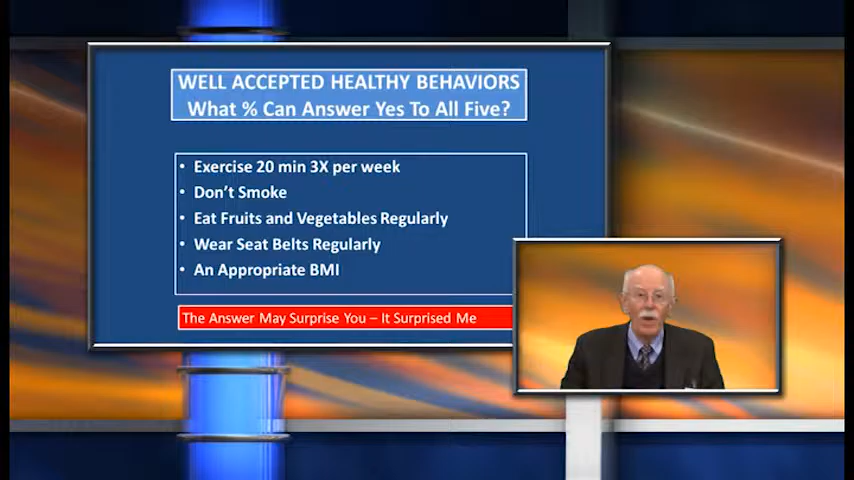 WELL ACCEPTED HEALTHY BEHAVIORS
What % Can Answer Yes To All Five?
• Exercise 20 min 3X per week
• Don't Smoke
• Eat Fruits and Vegetables Regularly
• Wear Seat Belts Regularly
• An Appropriate BMI
The Answer May Surprise You – It Surprised Me